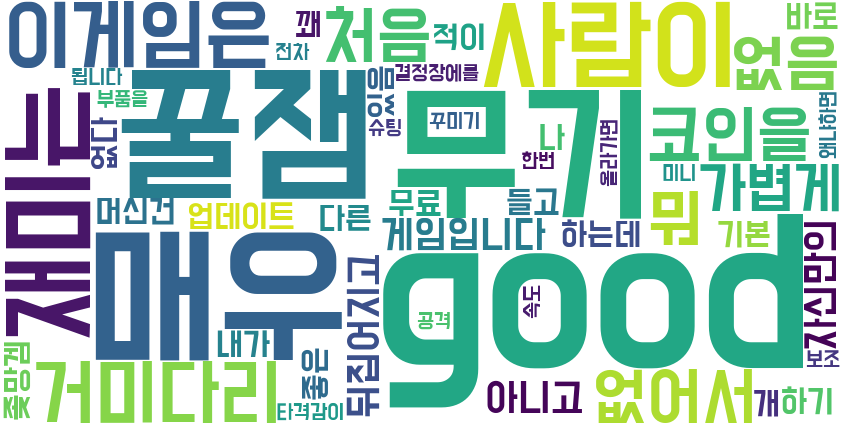 이게임은
전차
꽤
처음
적이
사람이
없음
바로
됩니다
부품을
없다
꿀잼
있음
결정장애를
슈팅
꾸미기
무기
나
한번
올라가면
코인을
미니
가볍게
왜냐하면
재미는
머신건
업데이트
다른
무료
들고
게임입니다
하는데
뭔
기본
매우
good
내가
좋은
뒤집어지고
공격
속도
자신만의
보조
좆망겜
거미다리
타격감이
아니고
없어서
개
하기